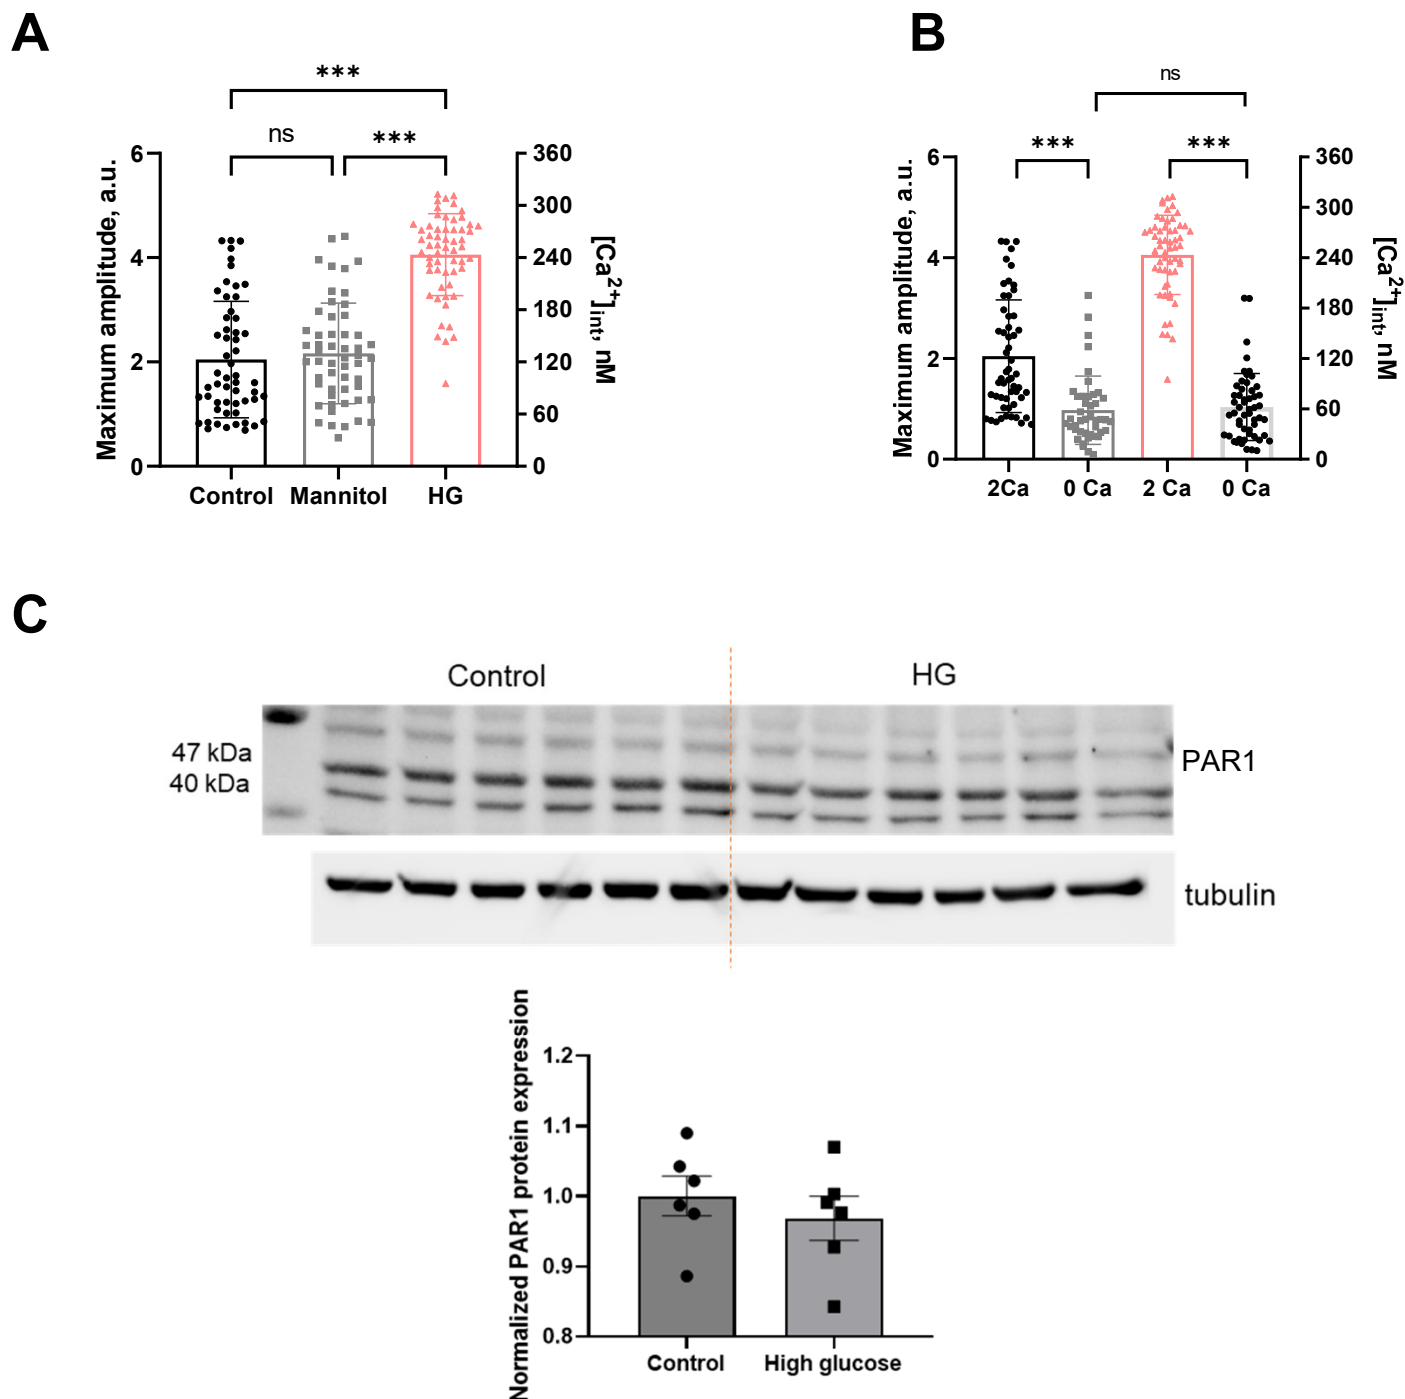 A
B
***
ns
***
Maximum amplitude, a.u.
6
4
2
0
360
300
240
180
120
60
0
[Ca2+]int, nM
Control Mannitol HG
ns
***
***
Maximum amplitude, a.u.
6
4
2
0
360
300
240
180
120
60
0
[Ca2+]int, nM
2Ca 0 Ca 2 Ca 0 Ca
C
Control HG
47 kDa
40 kDa
PAR1
tubulin
Normalized PAR1 protein expression
1.2
1.1
1.0
0.9
0.8
Control High glucose